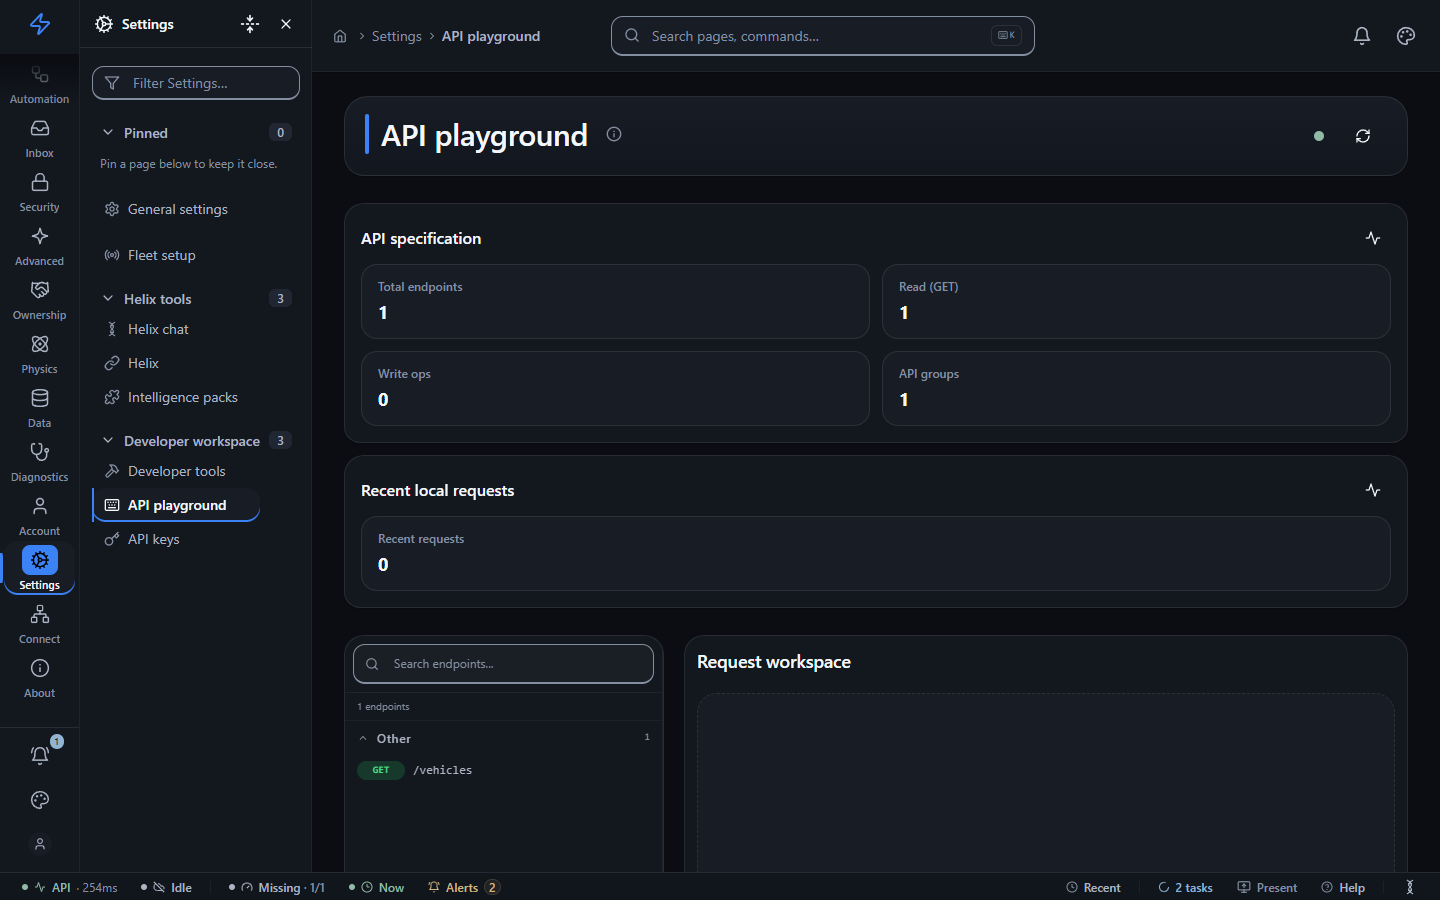 Settings
Settings
API playground
Search pages, commands...
K
Automation
Inbox
Security
Advanced
Ownership
Physics
Data
Diagnostics
Account
Settings
Connect
About
1
Filter Settings...
Pinned
0
Pin a page below to keep it close.
General settings
Fleet setup
Helix tools
3
Helix chat
Helix
Intelligence packs
Developer workspace
3
Developer tools
API playground
API keys
API playground
API specification
Total endpoints
1
Read (GET)
1
Write ops
0
API groups
1
Recent local requests
Recent requests
0
Search endpoints...
1 endpoints
Other
1
GET /vehicles
Request workspace
API · 254ms
Idle
Missing · 1/1
Now
Alerts 2
Recent
2 tasks
Present
Help